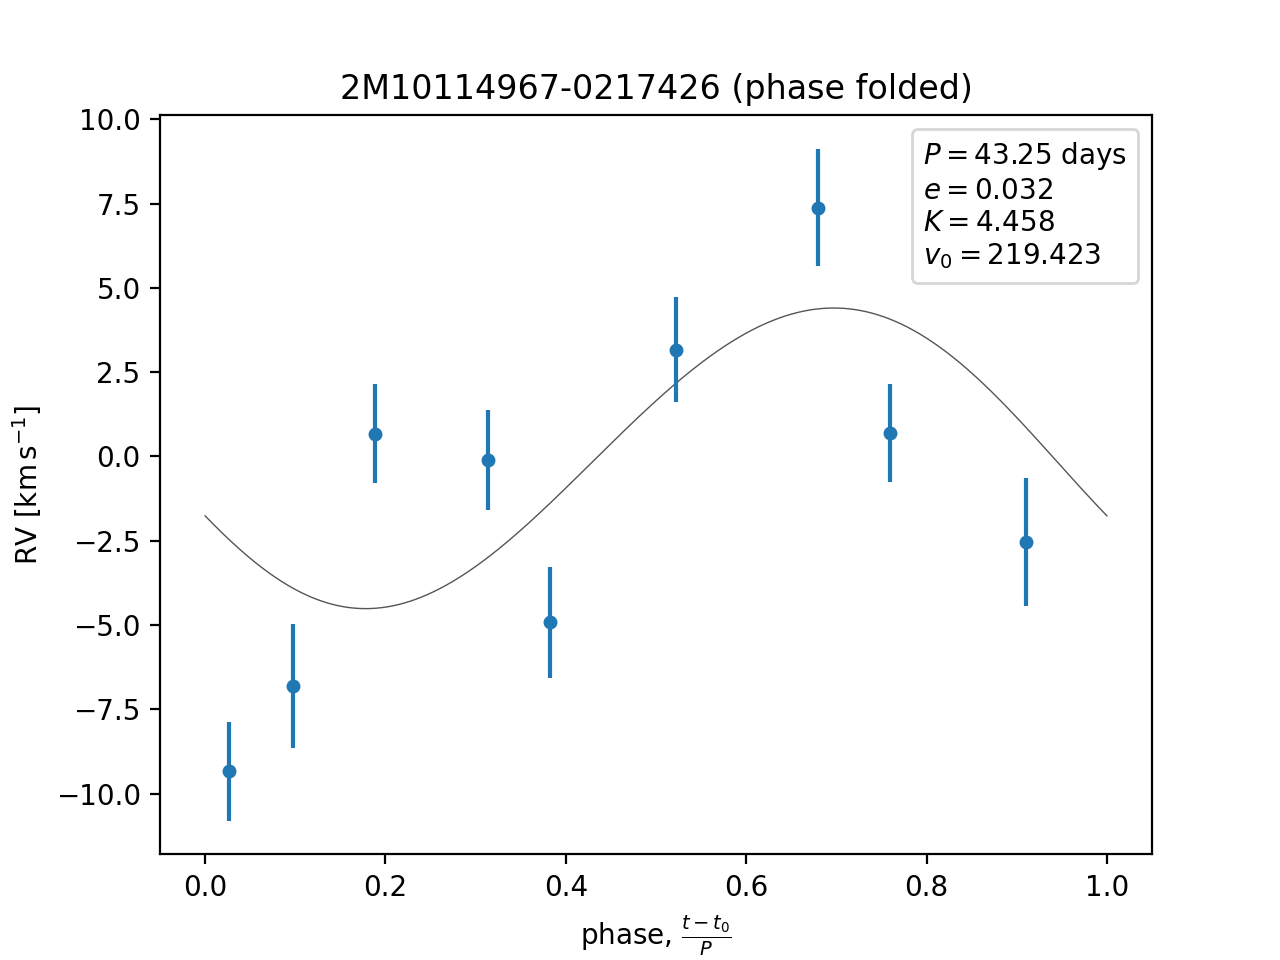 2M10114967-0217426 (phase folded)
P = 43.25 days
e = 0.032
K = 4.458
v₀ = 219.423
RV [km s⁻¹]
10.0
7.5
5.0
2.5
0.0
−2.5
−5.0
−7.5
−10.0
0.0 0.2 0.4 0.6 0.8 1.0
phase, (t − t₀)/P